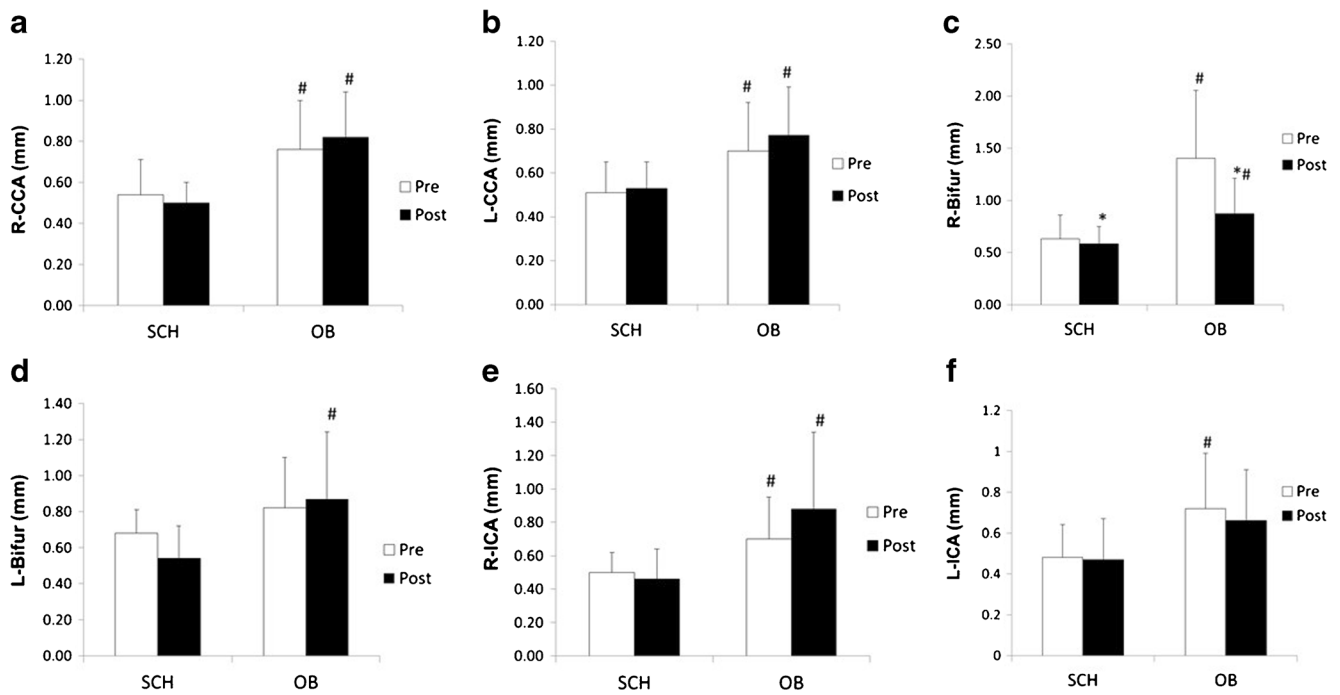 a
1.20
1.00
0.80
0.60
0.40
0.20
0.00
R-CCA (mm)
# #
SCH OB
Pre
Post
b
1.20
1.00
0.80
0.60
0.40
0.20
0.00
L-CCA (mm)
# #
SCH OB
Pre
Post
c
2.50
2.00
1.50
1.00
0.50
0.00
R-Bifur (mm)
#
*#
*
SCH OB
Pre
Post
d
1.40
1.20
1.00
0.80
0.60
0.40
0.20
0.00
L-Bifur (mm)
#
SCH OB
Pre
Post
e
1.60
1.40
1.20
1.00
0.80
0.60
0.40
0.20
0.00
R-ICA (mm)
#
#
SCH OB
Pre
Post
f
1.2
1
0.8
0.6
0.4
0.2
0
L-ICA (mm)
#
SCH OB
Pre
Post